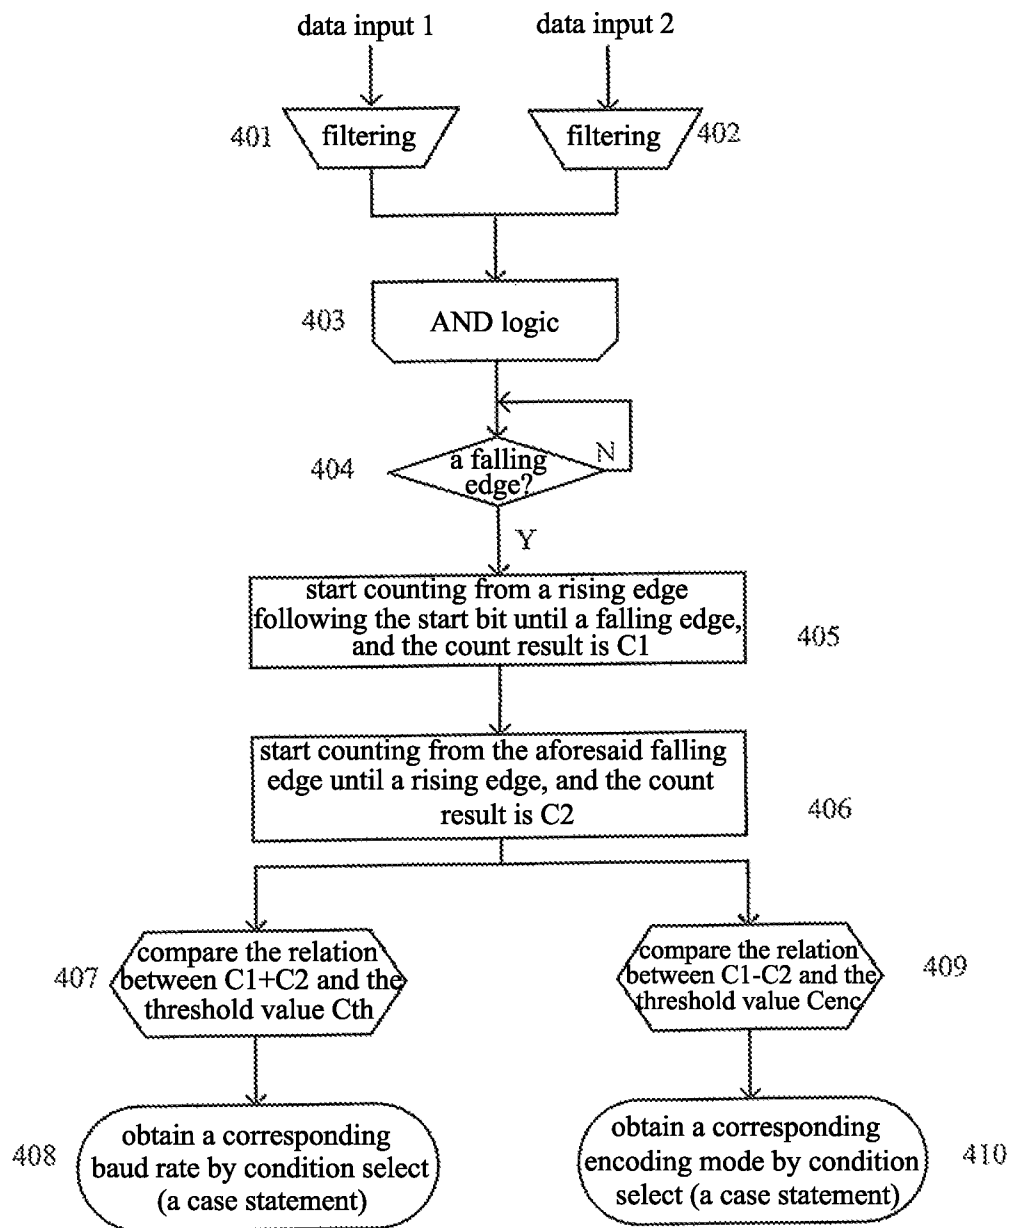 data input 1
data input 2
401
filtering
filtering
402
403
AND logic
404
a falling
edge?
N
Y
start counting from a rising edge
following the start bit until a falling edge,
and the count result is C1
405
start counting from the aforesaid falling
edge until a rising edge, and the count
result is C2
406
407
compare the relation
between C1+C2 and the
threshold value Cth
compare the relation
between C1-C2 and the
threshold value Cenc
409
408
obtain a corresponding
baud rate by condition select
(a case statement)
obtain a corresponding
encoding mode by condition
select (a case statement)
410